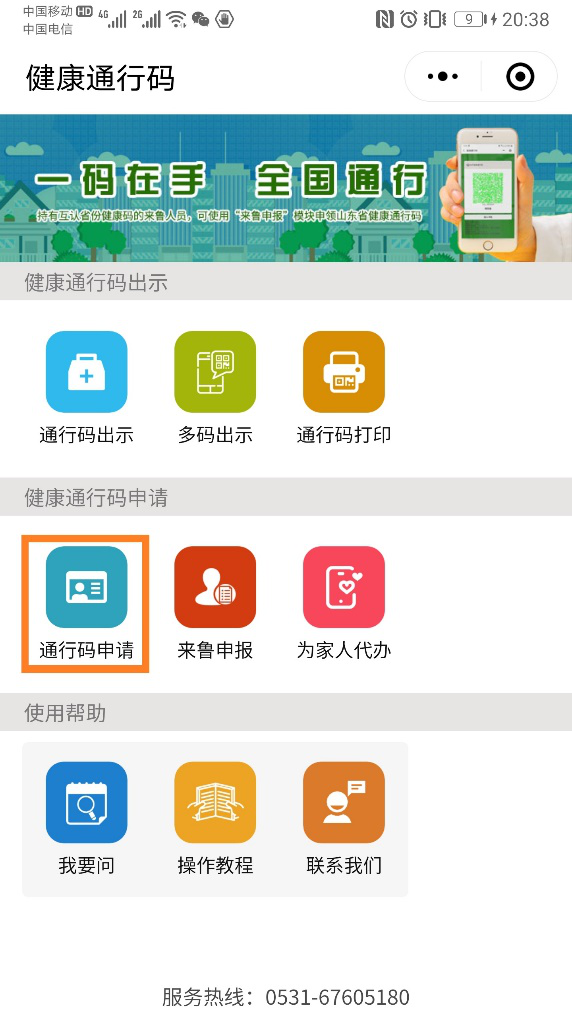 中国移动 HD 4G 2G 9 20:38
中国电信
健康通行码
一码在手 全国通行
持有互认省份健康码的来鲁人员，可使用“来鲁申报”模块申领山东省健康通行码
健康通行码出示
通行码出示 多码出示 通行码打印
健康通行码申请
通行码申请 来鲁申报 为家人代办
使用帮助
我要问 操作教程 联系我们
服务热线：0531-67605180